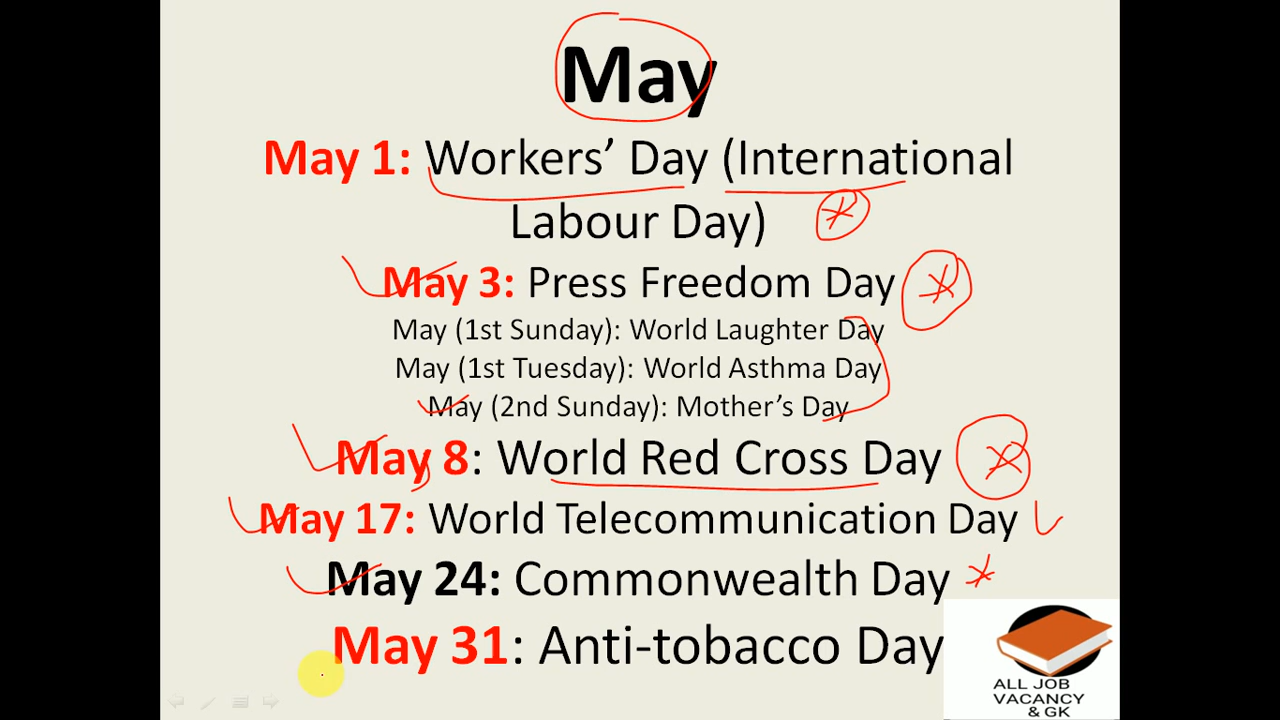 May
May 1: Workers’ Day (International
Labour Day)
May 3: Press Freedom Day
May (1st Sunday): World Laughter Day
May (1st Tuesday): World Asthma Day
May (2nd Sunday): Mother’s Day
May 8: World Red Cross Day
May 17: World Telecommunication Day
May 24: Commonwealth Day
May 31: Anti-tobacco Day
ALL JOB
VACANCY
& GK